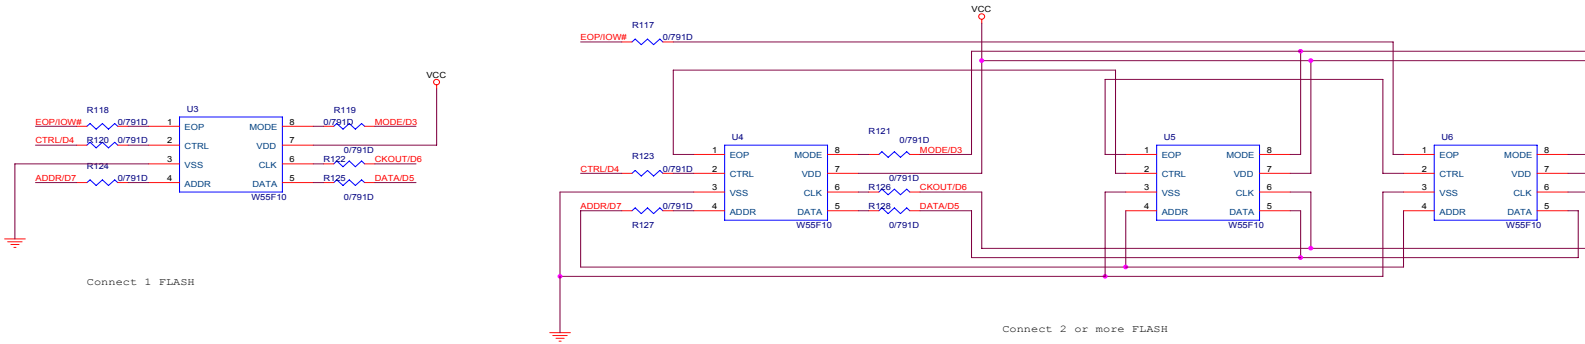 VCC
R118
0/791D
U3
R119
EOP/IOW#
1
EOP
MODE
8
0/791D
MODE/D3
CTRL/D4
R120
0/791D
2
CTRL
VDD
7
0/791D
3
VSS
CLK
6
R122
CKOUT/D6
R124
ADDR/D7
0/791D
4
ADDR
DATA
5
R125
DATA/D5
W55F10
0/791D
Connect 1 FLASH
VCC
R117
EOP/IOW#
0/791D
U4
R121
0/791D
1
EOP
MODE
8
MODE/D3
R123
CTRL/D4
0/791D
2
CTRL
VDD
7
0/791D
3
VSS
CLK
6
R126
CKOUT/D6
ADDR/D7
0/791D
4
ADDR
DATA
5
R128
DATA/D5
R127
W55F10
0/791D
U5
1
EOP
MODE
8
2
CTRL
VDD
7
3
VSS
CLK
6
4
ADDR
DATA
5
W55F10
U6
1
EOP
MODE
8
2
CTRL
VDD
7
3
VSS
CLK
6
4
ADDR
DATA
5
W55F10
Connect 2 or more FLASH